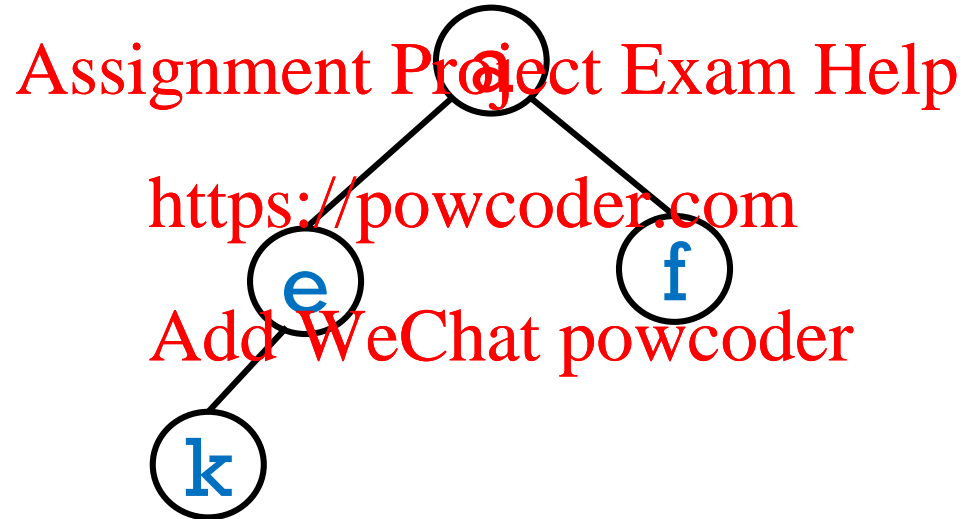 Assignment Project Exam Help
a
https://powcoder.com
e f
Add WeChat powcoder
k